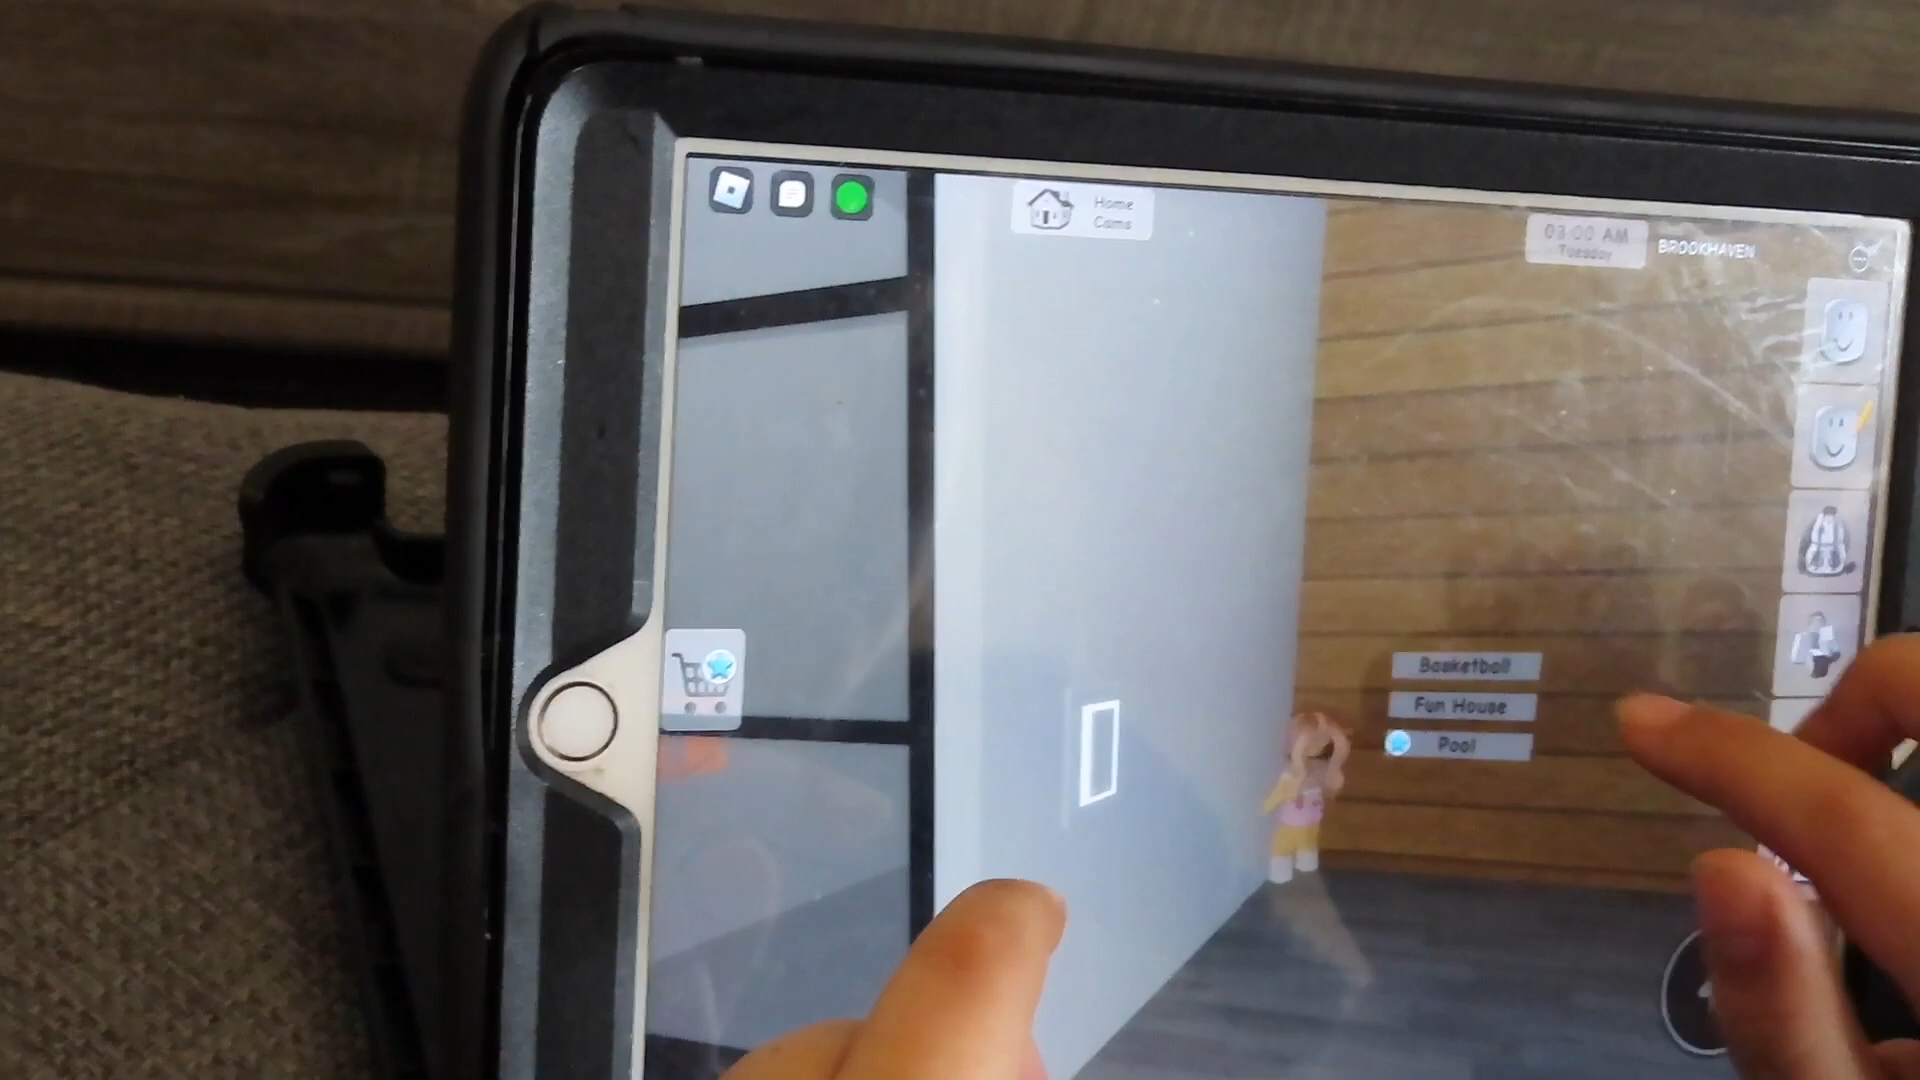 Home
Cams
03:00 AM
Tuesday
BROOKHAVEN
Basketball
Fun House
Pool